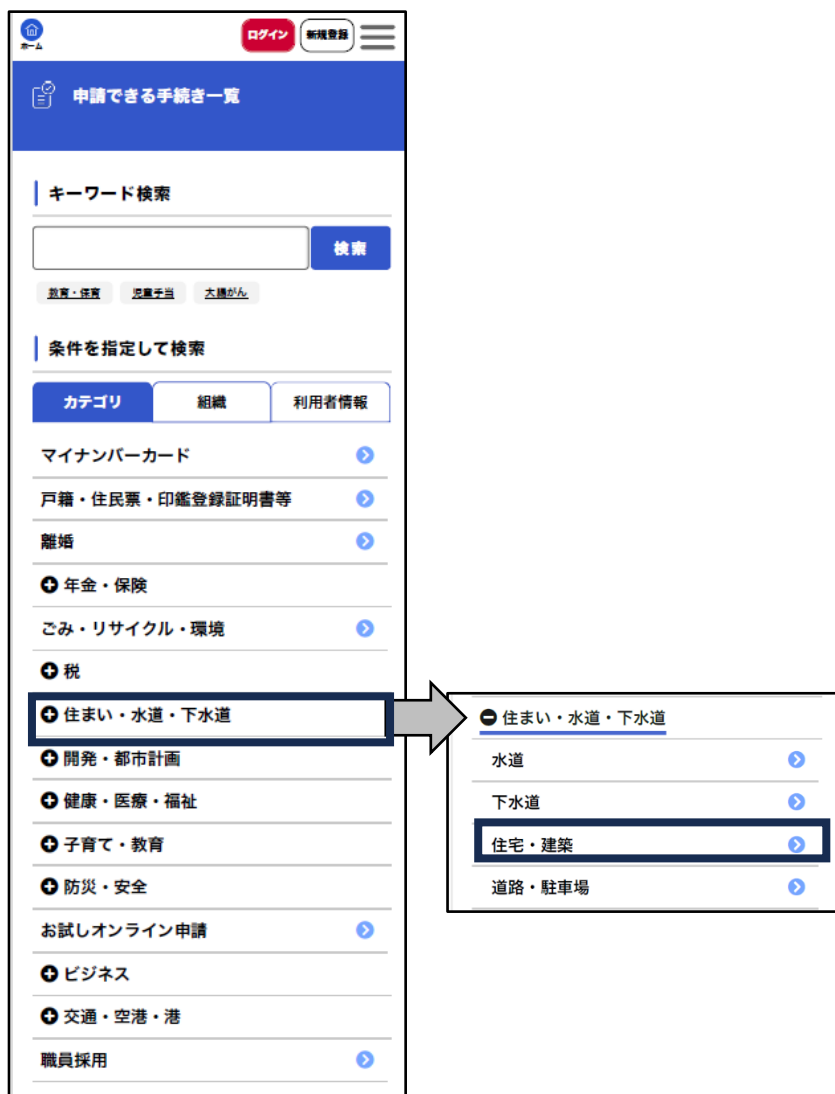 ホーム
ログイン
新規登録
申請できる手続き一覧
キーワード検索
検索
教育・保育 児童手当 大腸がん
条件を指定して検索
カテゴリ 組織 利用者情報
マイナンバーカード
戸籍・住民票・印鑑登録証明書等
離婚
年金・保険
ごみ・リサイクル・環境
税
住まい・水道・下水道
開発・都市計画
健康・医療・福祉
子育て・教育
防災・安全
お試しオンライン申請
ビジネス
交通・空港・港
職員採用
住まい・水道・下水道
水道
下水道
住宅・建築
道路・駐車場